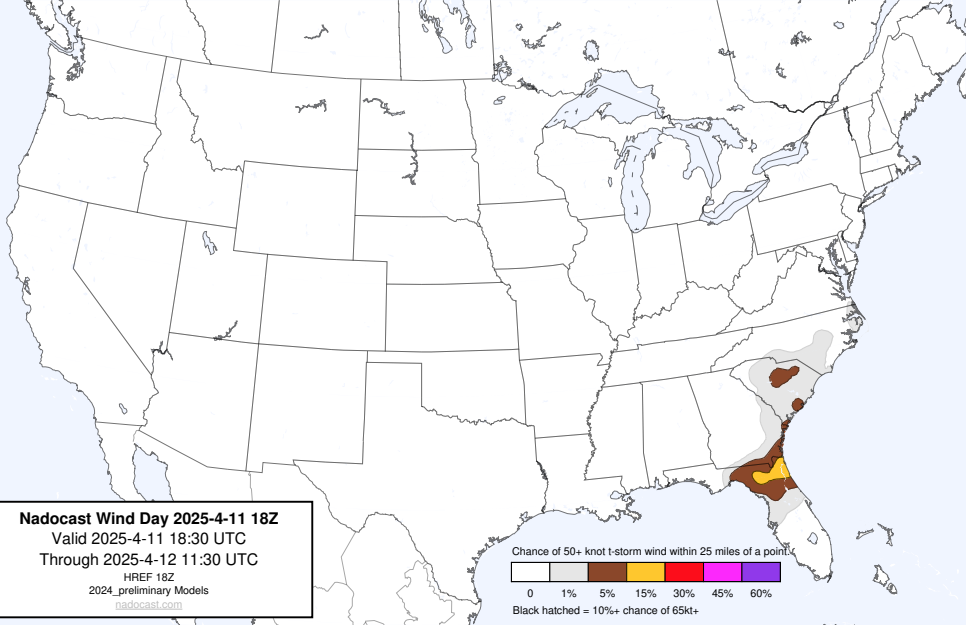 Nadocast Wind Day 2025-4-11 18Z
Valid 2025-4-11 18:30 UTC
Through 2025-4-12 11:30 UTC
HREF 18Z
2024_preliminary Models
nadocast.com
Chance of 50+ knot t-storm wind within 25 miles of a point.
0 1% 5% 15% 30% 45% 60%
Black hatched = 10%+ chance of 65kt+